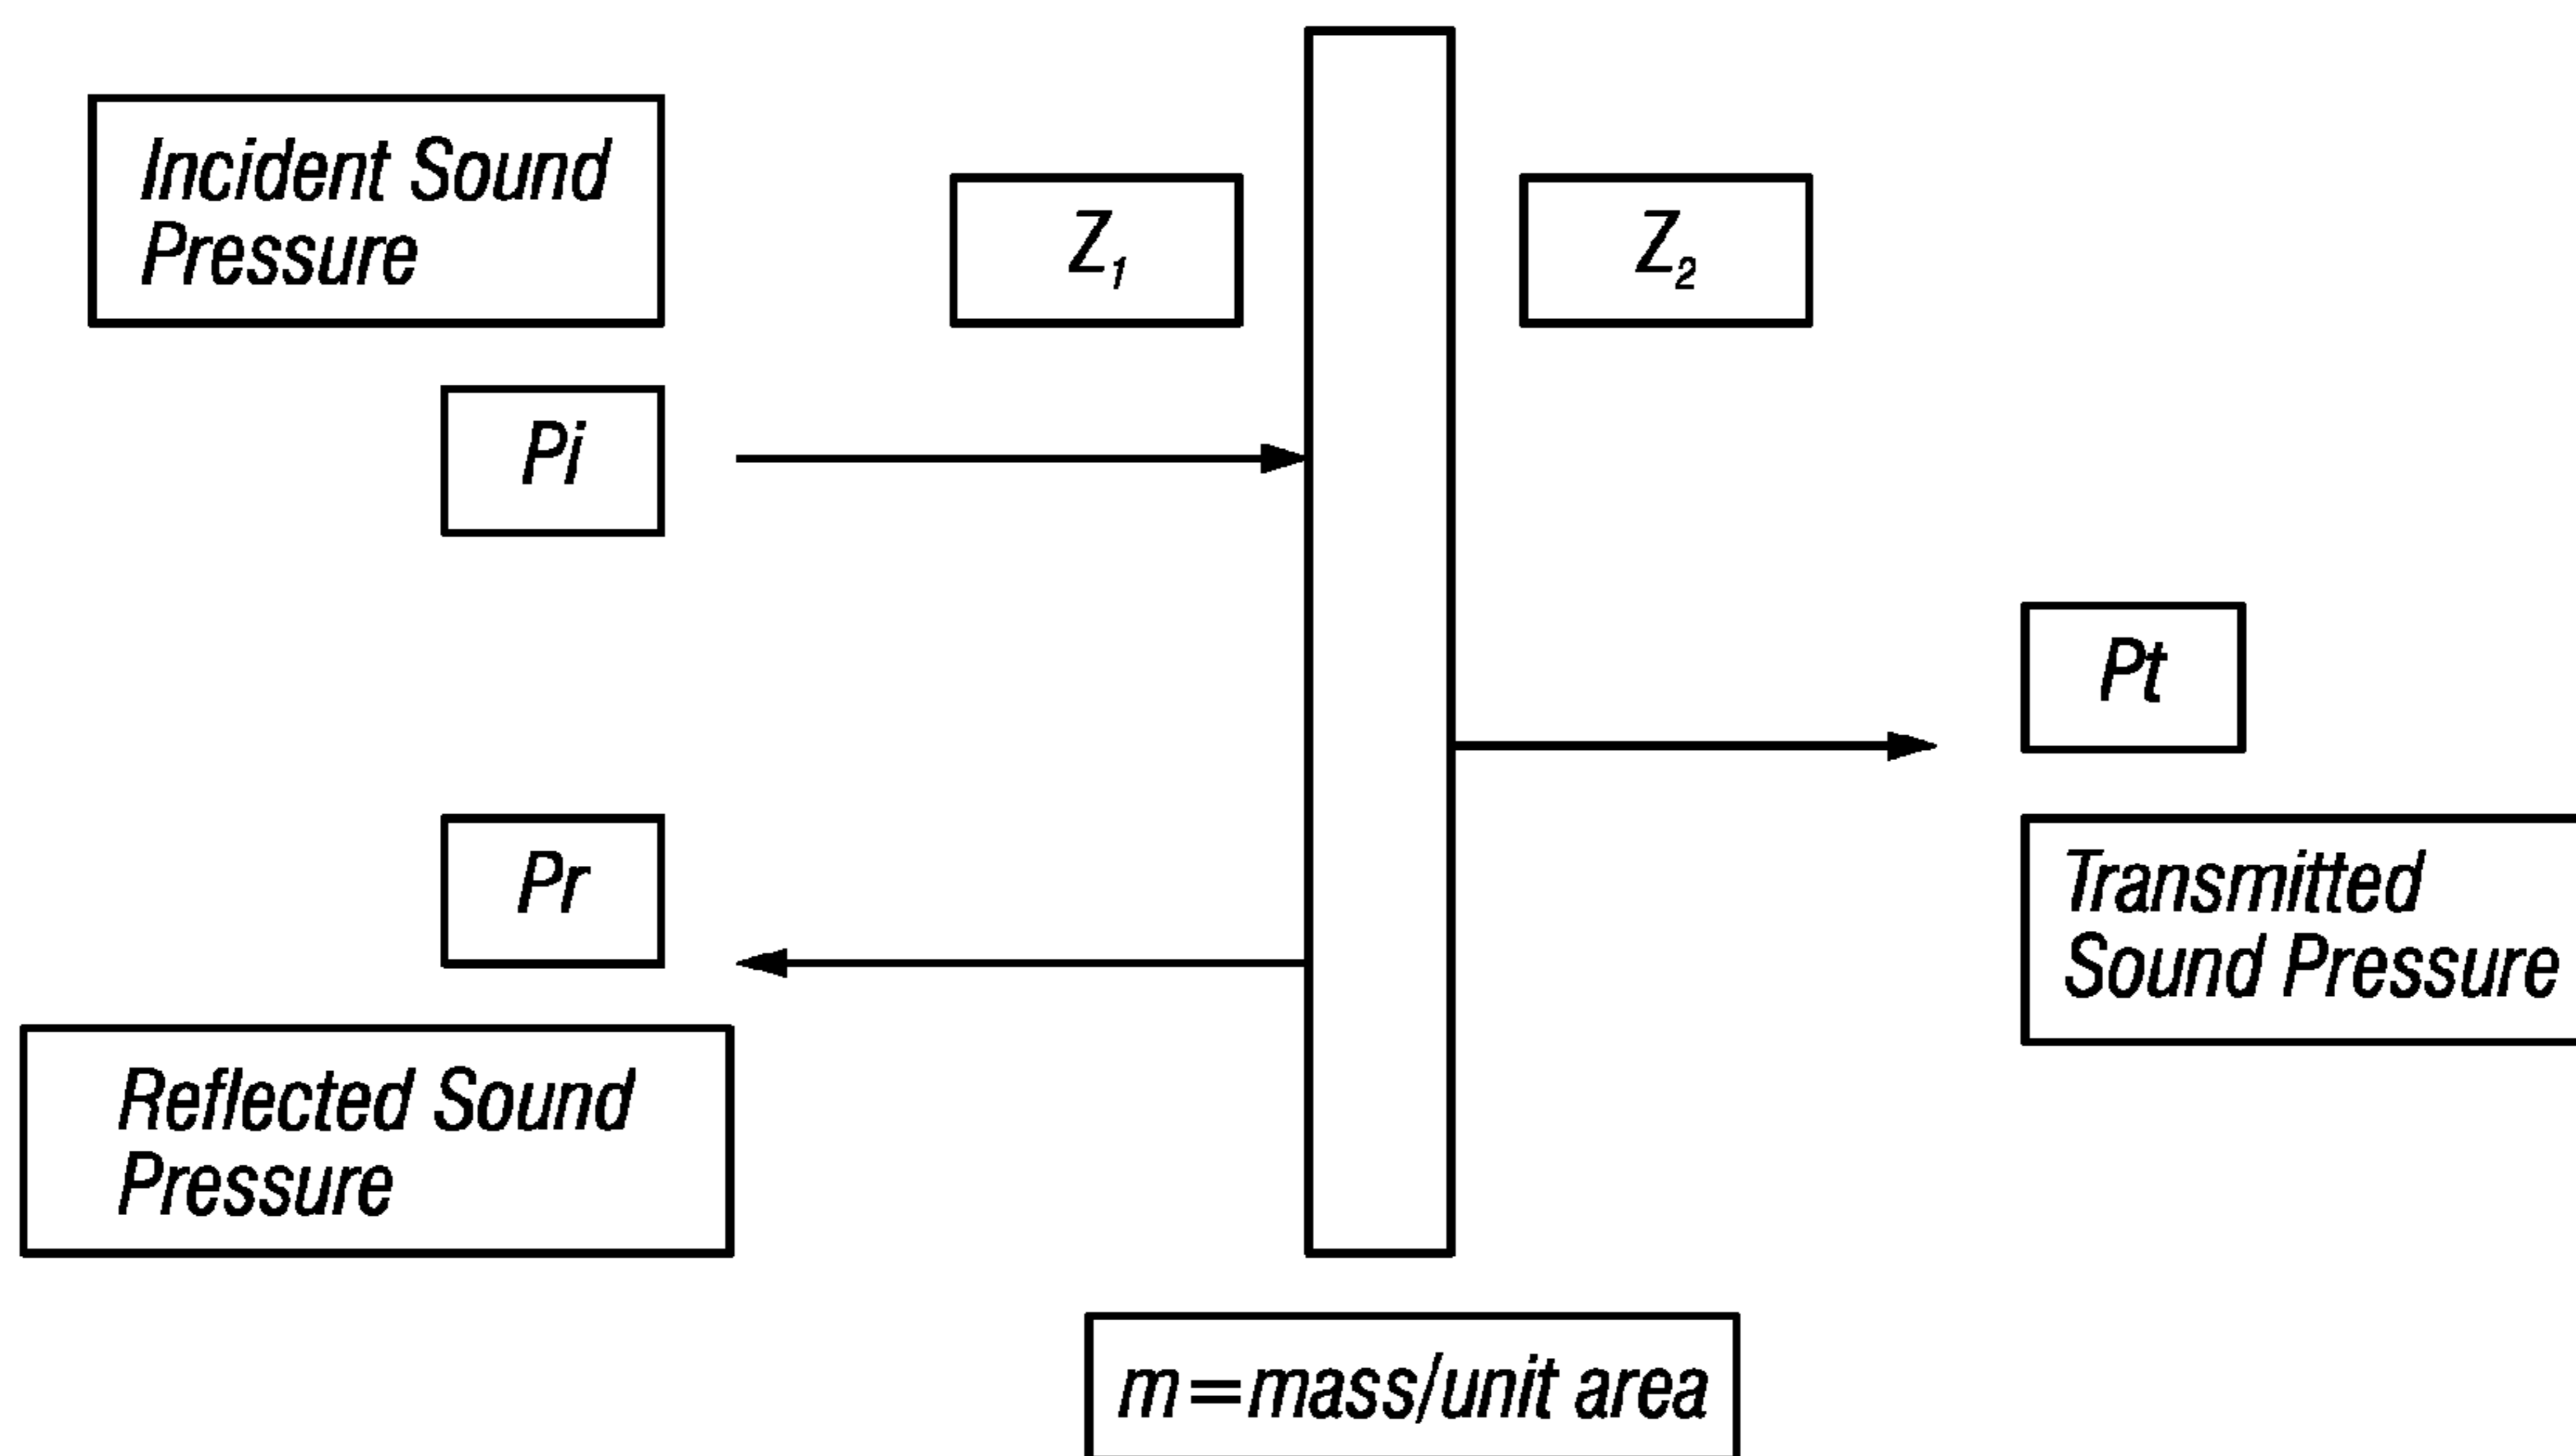 Incident Sound
Pressure
Z₁
Z₂
Pi
Pt
Pr
Transmitted
Sound Pressure
Reflected Sound
Pressure
m=mass/unit area